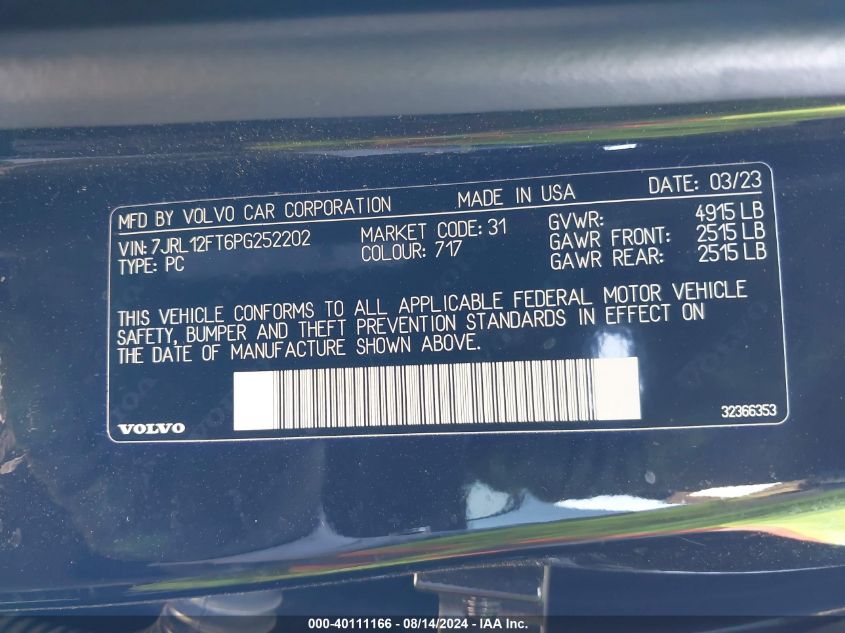 MFD BY VOLVO CAR CORPORATION MADE IN USA DATE: 03/23
VIN: 7JRL12FT6PG252202 MARKET CODE: 31 GVWR: 4915 LB
TYPE: PC COLOUR: 717 GAWR FRONT: 2515 LB
GAWR REAR: 2515 LB
THIS VEHICLE CONFORMS TO ALL APPLICABLE FEDERAL MOTOR VEHICLE
SAFETY, BUMPER AND THEFT PREVENTION STANDARDS IN EFFECT ON
THE DATE OF MANUFACTURE SHOWN ABOVE.
VOLVO 32366353
000-40111166 - 08/14/2024 - IAA Inc.